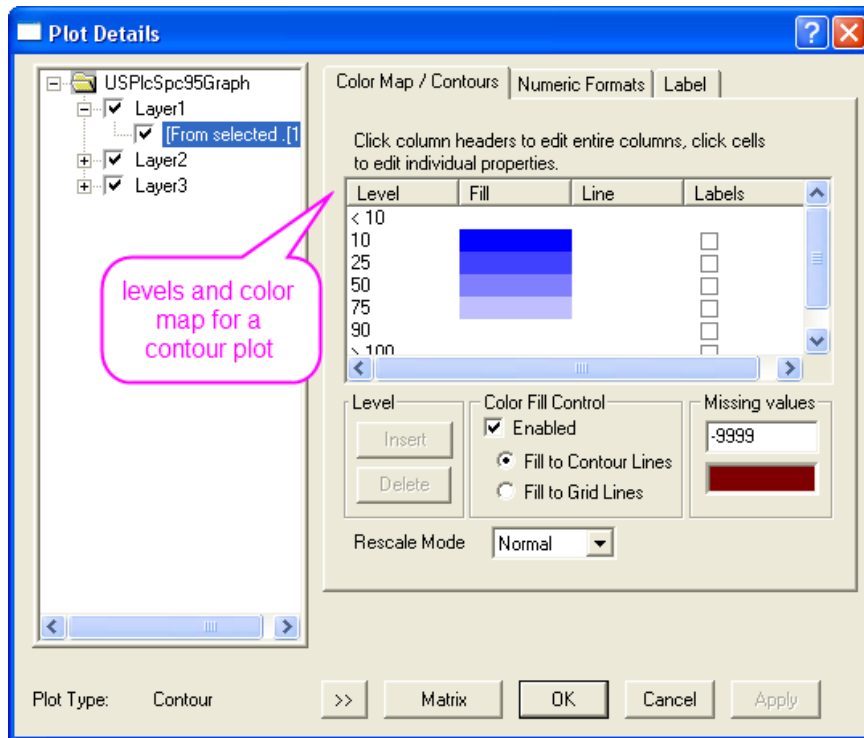 Plot Details
USPlcSpc95Graph
Layer1
[From selected .[1
Layer2
Layer3
Color Map / Contours
Numeric Formats
Label
Click column headers to edit entire columns, click cells
to edit individual properties.
Level Fill Line Labels
< 10
10
25
50
75
90
> 100
levels and color
map for a
contour plot
Level
Insert
Delete
Color Fill Control
Enabled
Fill to Contour Lines
Fill to Grid Lines
Missing values
-9999
Rescale Mode Normal
Plot Type: Contour
>>
Matrix
OK
Cancel
Apply